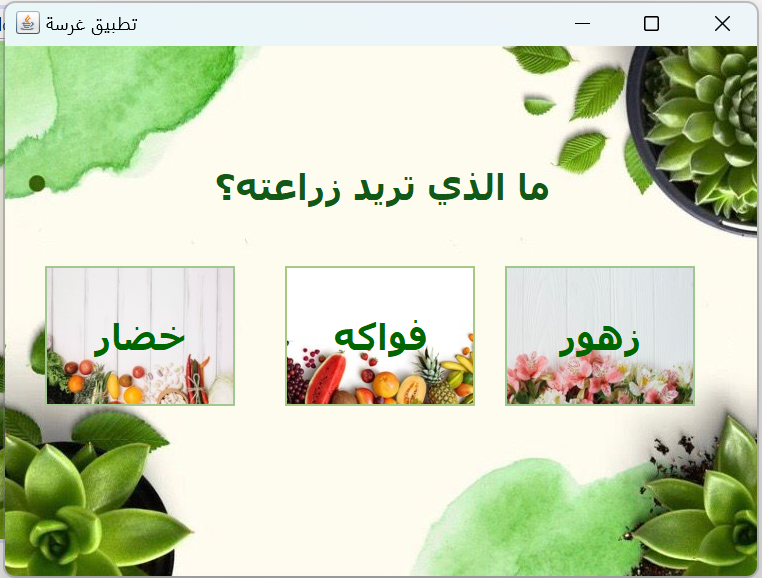 تطبيق غرسة
ما الذي تريد زراعته؟
زهور
فواكه
خضار